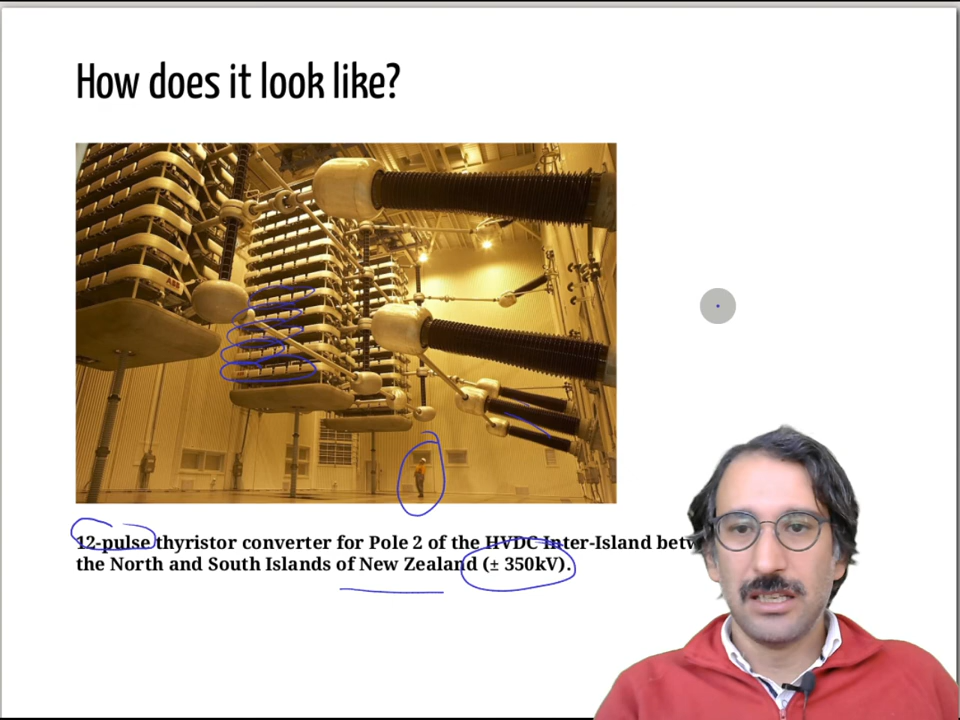 How does it look like?
ABB
12-pulse thyristor converter for Pole 2 of the HVDC Inter-Island
the North and South Islands of New Zealand (± 350kV).